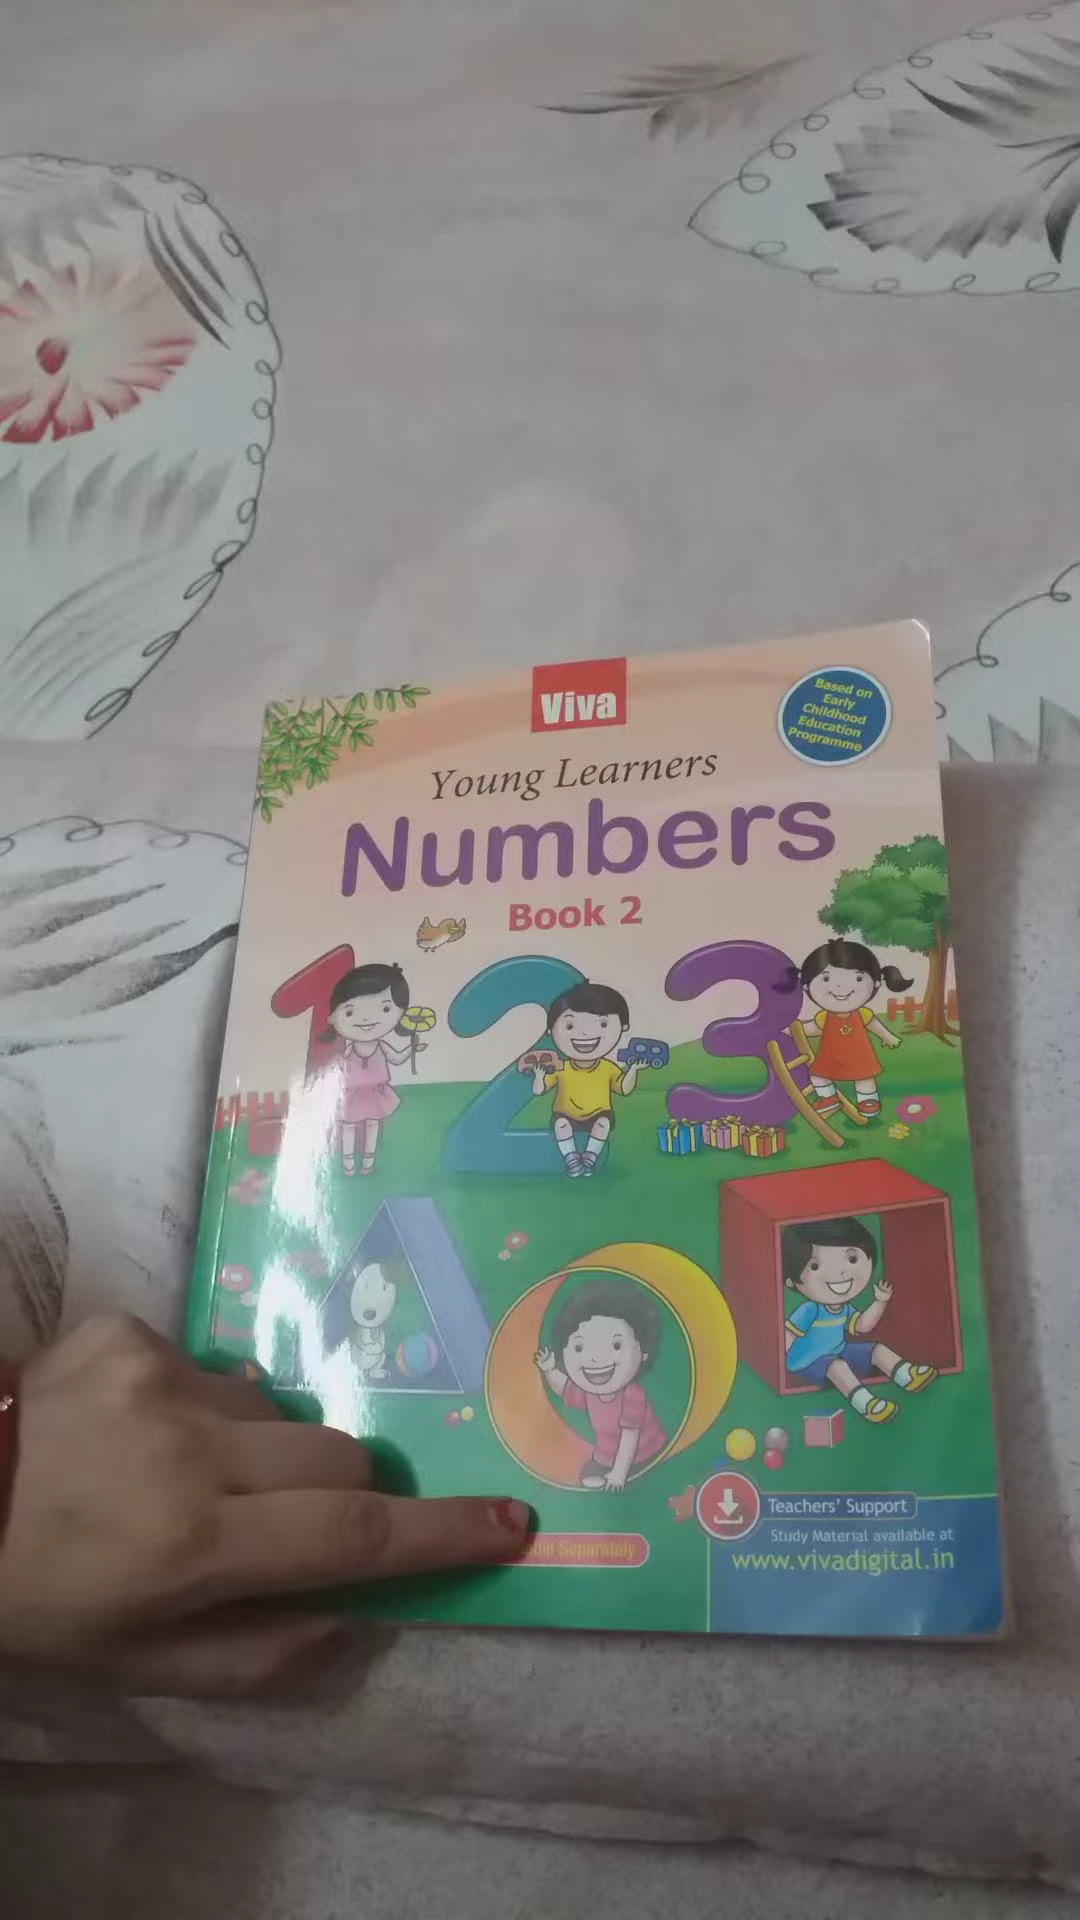 Viva
Based on
Early
Childhood
Education
Programme
Young Learners
Numbers
Book 2
1 2 3
Teachers' Support
Study Material available at
www.vivadigital.in
Separately